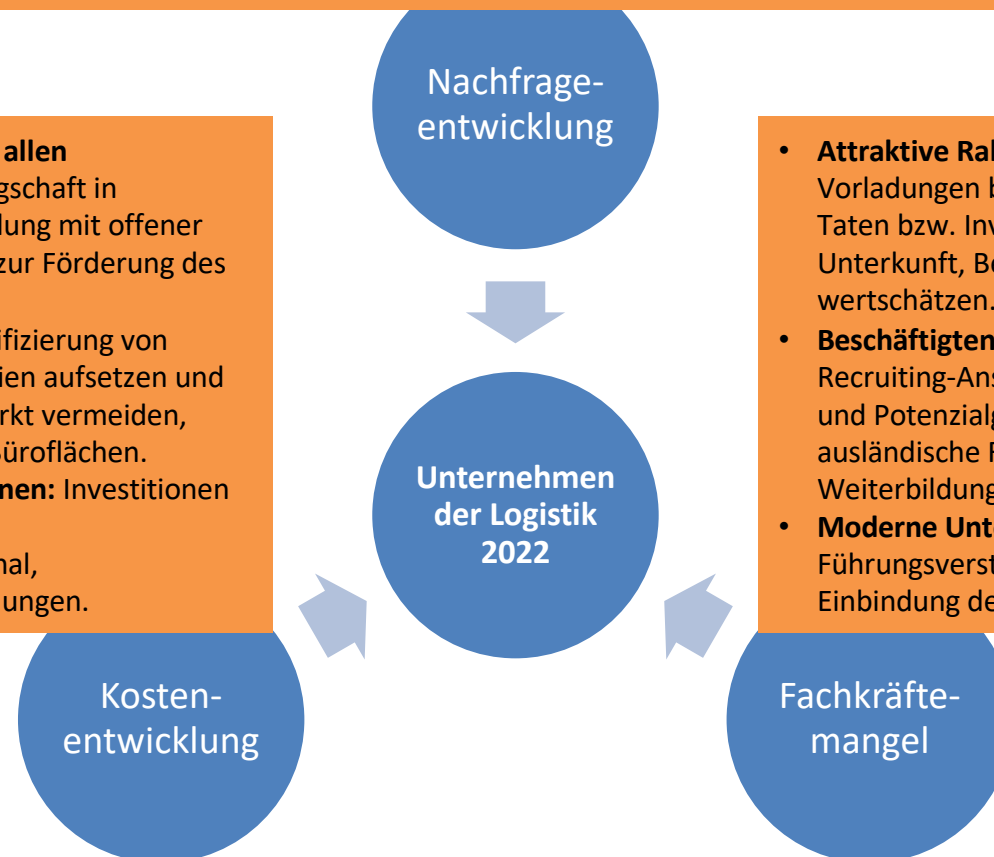 Nachfrage-
entwicklung
allen
gschaft in
dlung mit offener
zur Förderung des
ifizierung von
ien aufsetzen und
rkt vermeiden,
Büroflächen.
nen: Investitionen
nal,
ungen.
• Attraktive Ra
Vorladungen b
Taten bzw. Inv
Unterkunft, Be
wertschätzen.
• Beschäftigten
Recruiting-Ans
und Potenzialg
ausländische F
Weiterbildung
• Moderne Unt
Führungsverst
Einbindung de
Unternehmen
der Logistik
2022
Kosten-
entwicklung
Fachkräfte-
mangel